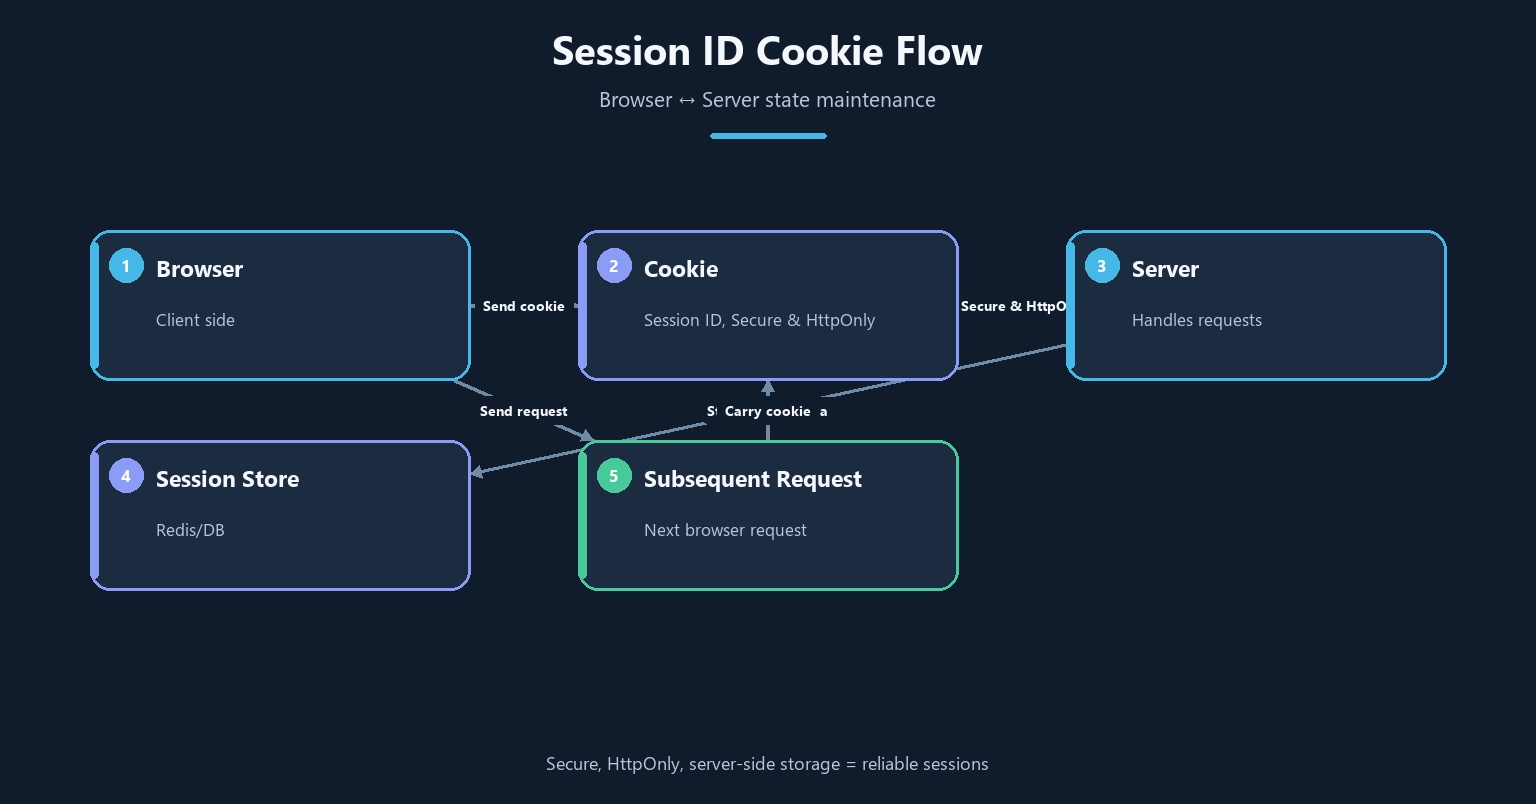 Session ID Cookie Flow
Browser ↔ Server state maintenance
1 Browser
Client side
Send cookie
2 Cookie
Session ID, Secure & HttpOnly
Secure &
3 Server
Handles requests
Send request
Carry cookie
4 Session Store
Redis/DB
5 Subsequent Request
Next browser request
Secure, HttpOnly, server-side storage = reliable sessions